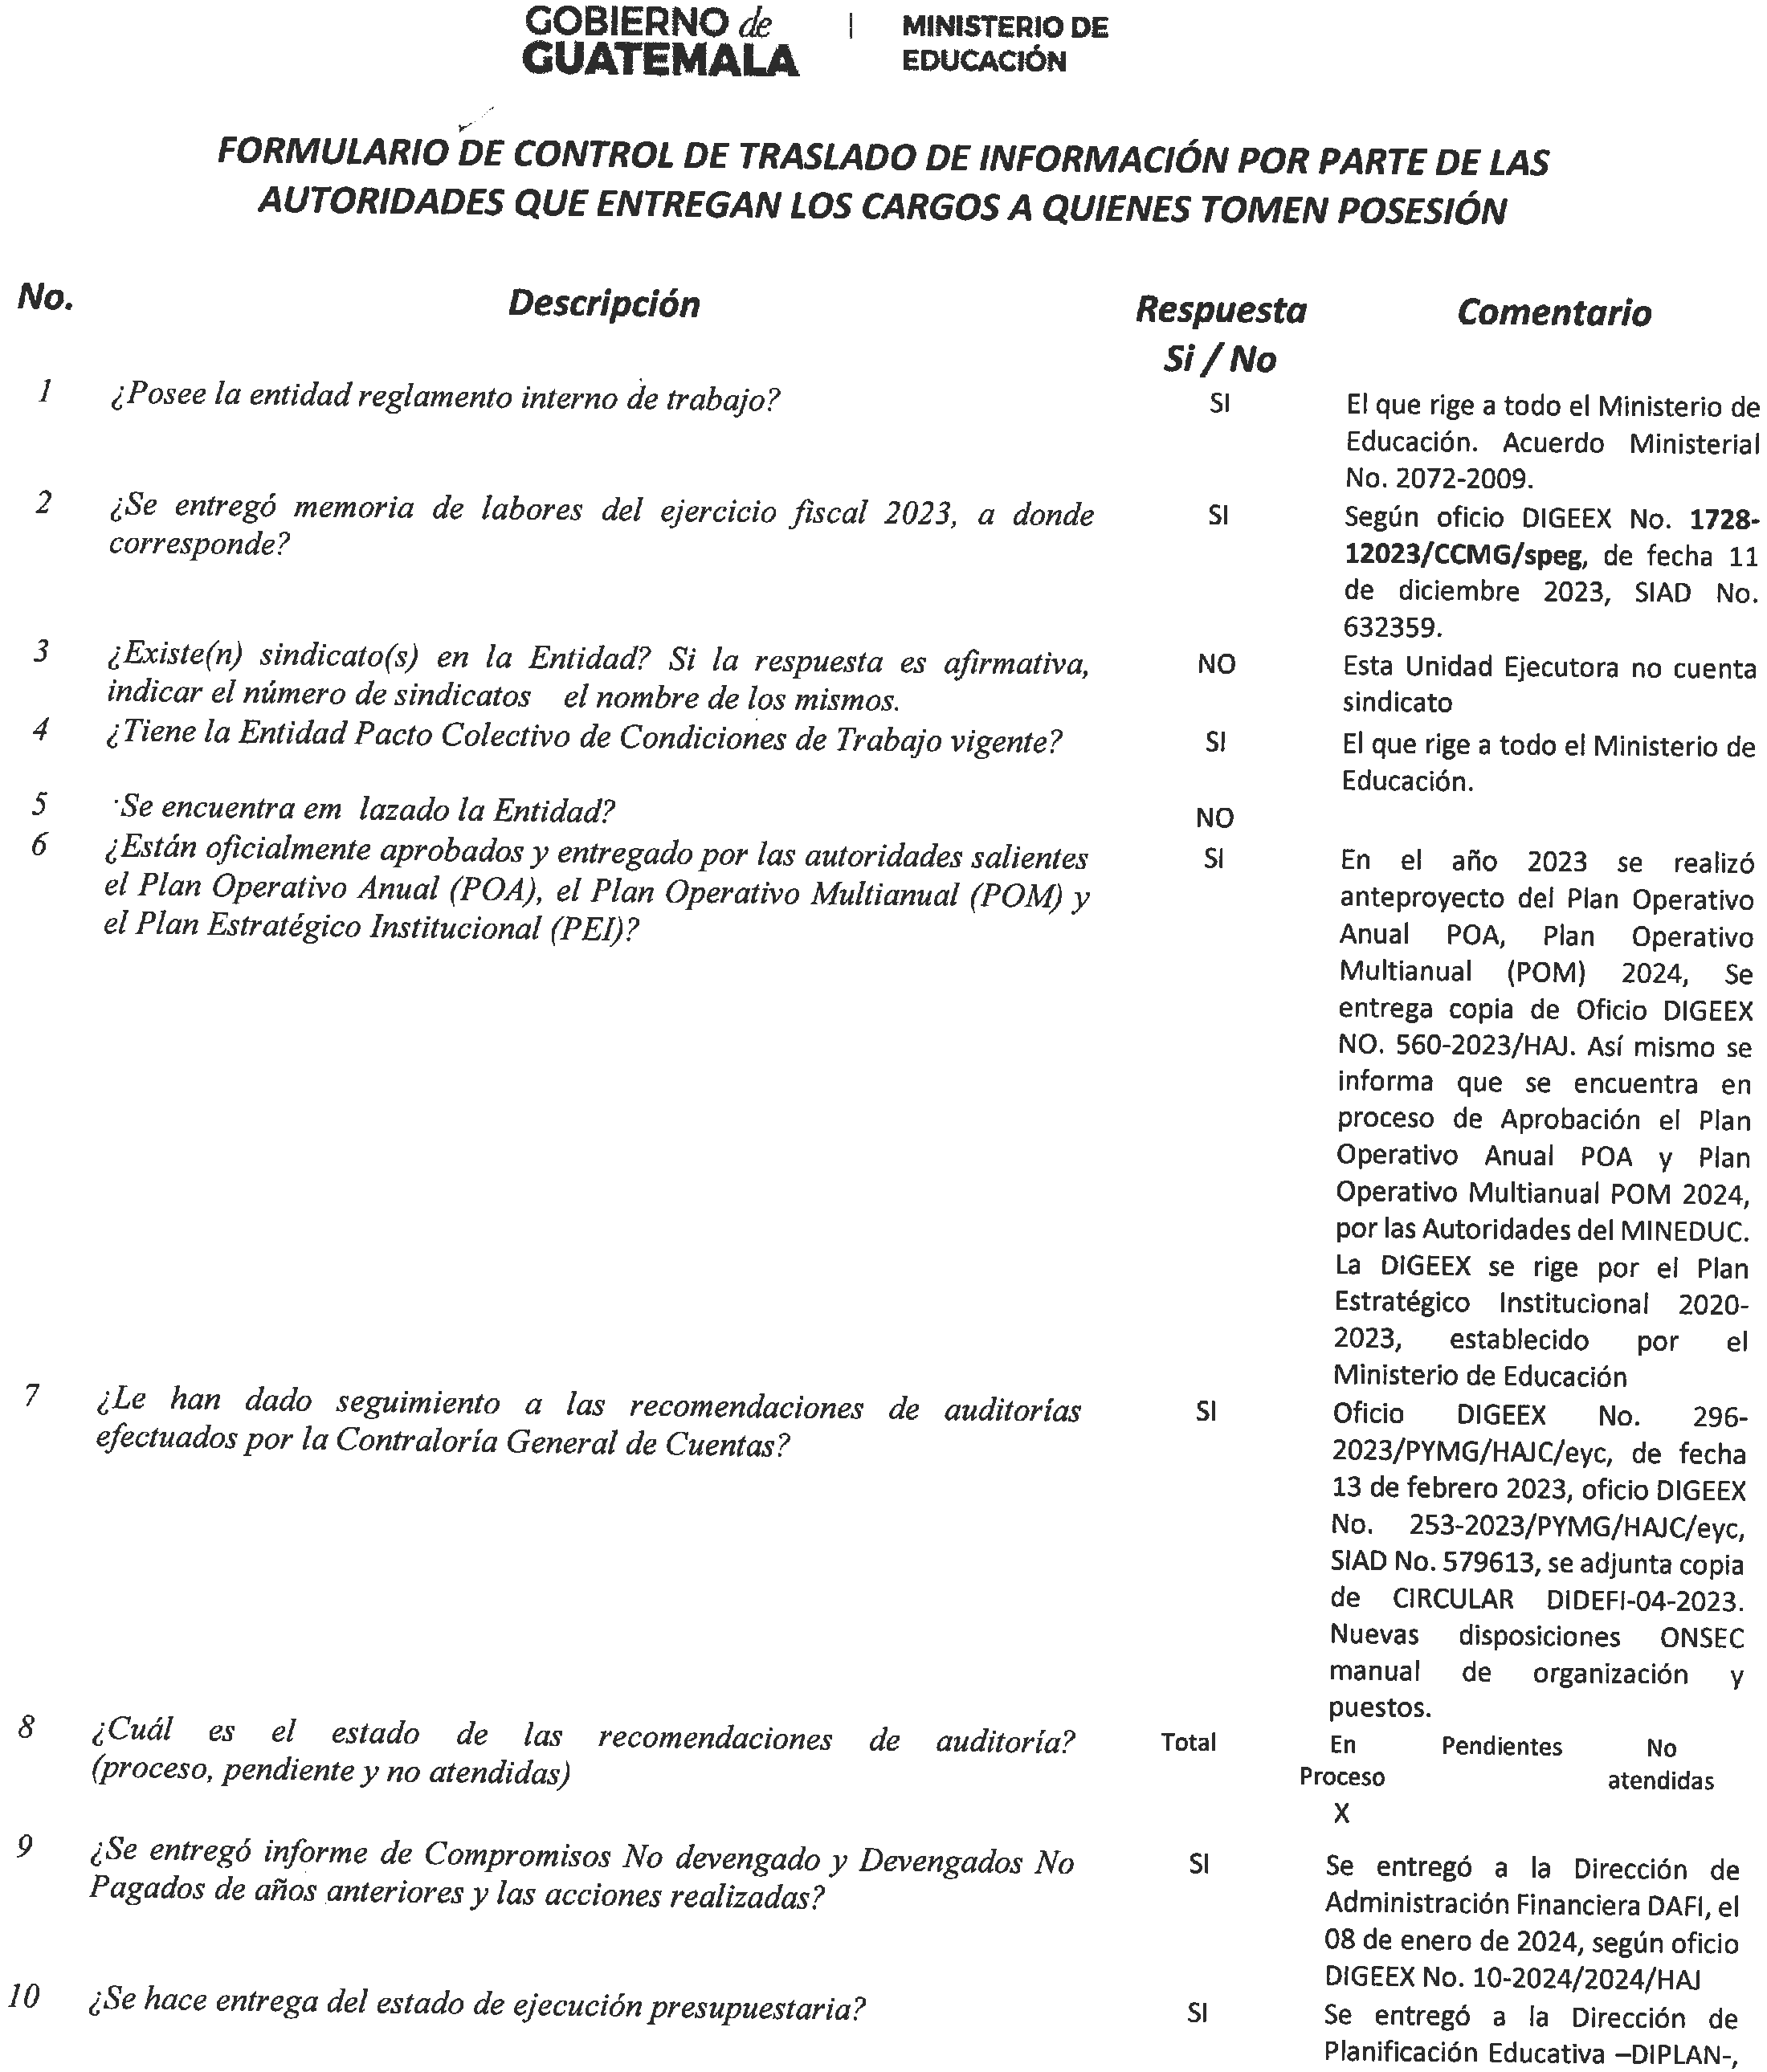 GOBIERNO de | MINISTERIO DE
GUATEMALA EDUCACIÓN
FORMULARIO DE CONTROL DE TRASLADO DE INFORMACIÓN POR PARTE DE LAS
AUTORIDADES QUE ENTREGAN LOS CARGOS A QUIENES TOMEN POSESIÓN
No. Descripción Respuesta Comentario
Si / No
1 ¿Posee la entidad reglamento interno de trabajo? SI El que rige a todo el Ministerio de
Educación. Acuerdo Ministerial
No. 2072-2009.
2 ¿Se entregó memoria de labores del ejercicio fiscal 2023, a donde SI Según oficio DIGEEX No. 1728-
corresponde? 12023/CCMG/speg, de fecha 11
de diciembre 2023, SIAD No.
632359.
3 ¿Existe(n) sindicato(s) en la Entidad? Si la respuesta es afirmativa, NO Esta Unidad Ejecutora no cuenta
indicar el número de sindicatos el nombre de los mismos. sindicato
4 ¿Tiene la Entidad Pacto Colectivo de Condiciones de Trabajo vigente? SI El que rige a todo el Ministerio de
Educación.
5 Se encuentra em lazado la Entidad? NO
6 ¿Están oficialmente aprobados y entregado por las autoridades salientes SI En el año 2023 se realizó
el Plan Operativo Anual (POA), el Plan Operativo Multianual (POM) y anteproyecto del Plan Operativo
el Plan Estratégico Institucional (PEI)? Anual POA, Plan Operativo
Multianual (POM) 2024, Se
entrega copia de Oficio DIGEEX
NO. 560-2023/HAJ. Así mismo se
informa que se encuentra en
proceso de Aprobación el Plan
Operativo Anual POA y Plan
Operativo Multianual POM 2024,
por las Autoridades del MINEDUC.
La DIGEEX se rige por el Plan
Estratégico Institucional 2020-
2023, establecido por el
Ministerio de Educación
7 ¿Le han dado seguimiento a las recomendaciones de auditorías SI Oficio DIGEEX No. 296-
efectuados por la Contraloría General de Cuentas? 2023/PYMG/HAJC/eyc, de fecha
13 de febrero 2023, oficio DIGEEX
No. 253-2023/PYMG/HAJC/eyc,
SIAD No. 579613, se adjunta copia
de CIRCULAR DIDEFI-04-2023.
Nuevas disposiciones ONSEC
manual de organización y
puestos.
8 ¿Cuál es el estado de las recomendaciones de auditoría? Total En Pendientes No
(proceso, pendiente y no atendidas) Proceso atendidas
X
9 ¿Se entregó informe de Compromisos No devengado y Devengados No SI Se entregó a la Dirección de
Pagados de años anteriores y las acciones realizadas? Administración Financiera DAFI, el
08 de enero de 2024, según oficio
DIGEEX No. 10-2024/2024/HAJ
10 ¿Se hace entrega del estado de ejecución presupuestaria? SI Se entregó a la Dirección de
Planificación Educativa –DIPLAN-,